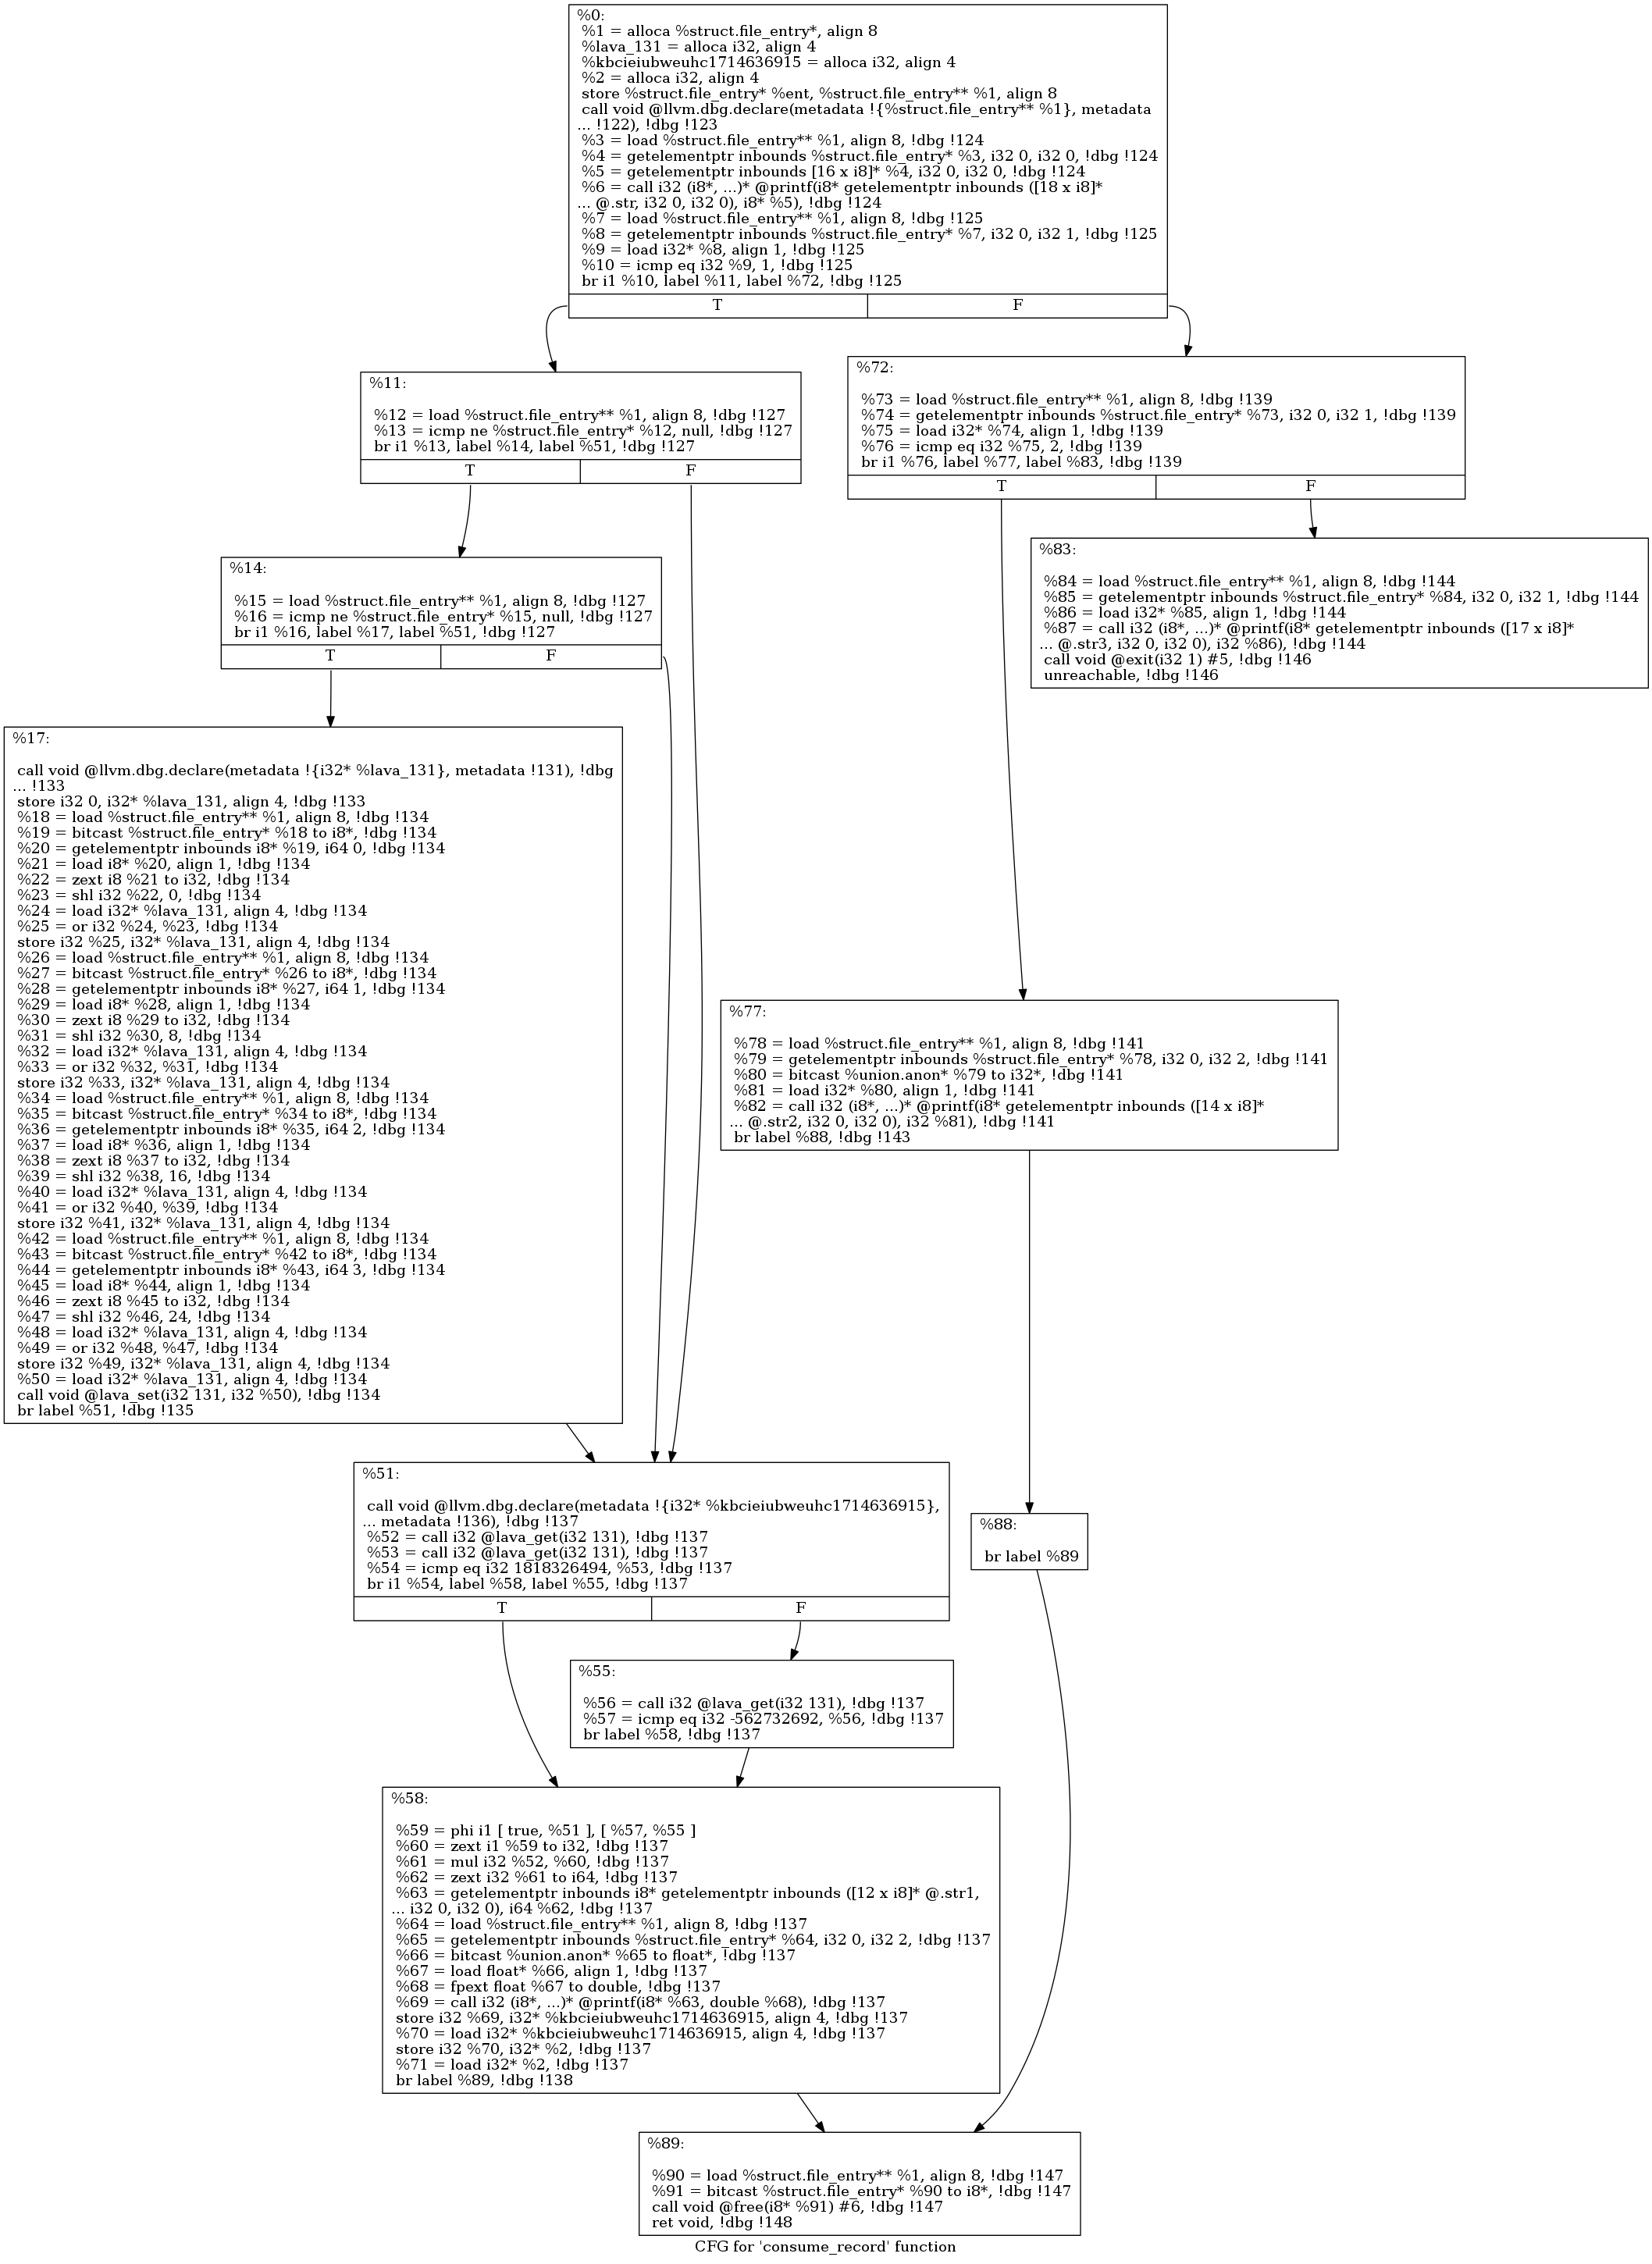 %0:
%1 = alloca %struct.file_entry*, align 8
%lava_131 = alloca i32, align 4
%kbcieiubweuhc1714636915 = alloca i32, align 4
%2 = alloca i32, align 4
store %struct.file_entry* %ent, %struct.file_entry** %1, align 8
call void @llvm.dbg.declare(metadata !{%struct.file_entry** %1}, metadata
... !122), !dbg !123
%3 = load %struct.file_entry** %1, align 8, !dbg !124
%4 = getelementptr inbounds %struct.file_entry* %3, i32 0, i32 0, !dbg !124
%5 = getelementptr inbounds [16 x i8]* %4, i32 0, i32 0, !dbg !124
%6 = call i32 (i8*, ...)* @printf(i8* getelementptr inbounds ([18 x i8]*
... @.str, i32 0, i32 0), i8* %5), !dbg !124
%7 = load %struct.file_entry** %1, align 8, !dbg !125
%8 = getelementptr inbounds %struct.file_entry* %7, i32 0, i32 1, !dbg !125
%9 = load i32* %8, align 1, !dbg !125
%10 = icmp eq i32 %9, 1, !dbg !125
br i1 %10, label %11, label %72, !dbg !125
T F
%11:
%12 = load %struct.file_entry** %1, align 8, !dbg !127
%13 = icmp ne %struct.file_entry* %12, null, !dbg !127
br i1 %13, label %14, label %51, !dbg !127
T F
%72:
%73 = load %struct.file_entry** %1, align 8, !dbg !139
%74 = getelementptr inbounds %struct.file_entry* %73, i32 0, i32 1, !dbg !139
%75 = load i32* %74, align 1, !dbg !139
%76 = icmp eq i32 %75, 2, !dbg !139
br i1 %76, label %77, label %83, !dbg !139
T F
%14:
%15 = load %struct.file_entry** %1, align 8, !dbg !127
%16 = icmp ne %struct.file_entry* %15, null, !dbg !127
br i1 %16, label %17, label %51, !dbg !127
T F
%83:
%84 = load %struct.file_entry** %1, align 8, !dbg !144
%85 = getelementptr inbounds %struct.file_entry* %84, i32 0, i32 1, !dbg !144
%86 = load i32* %85, align 1, !dbg !144
%87 = call i32 (i8*, ...)* @printf(i8* getelementptr inbounds ([17 x i8]*
... @.str3, i32 0, i32 0), i32 %86), !dbg !144
call void @exit(i32 1) #5, !dbg !146
unreachable, !dbg !146
%17:
call void @llvm.dbg.declare(metadata !{i32* %lava_131}, metadata !131), !dbg
... !133
store i32 0, i32* %lava_131, align 4, !dbg !133
%18 = load %struct.file_entry** %1, align 8, !dbg !134
%19 = bitcast %struct.file_entry* %18 to i8*, !dbg !134
%20 = getelementptr inbounds i8* %19, i64 0, !dbg !134
%21 = load i8* %20, align 1, !dbg !134
%22 = zext i8 %21 to i32, !dbg !134
%23 = shl i32 %22, 0, !dbg !134
%24 = load i32* %lava_131, align 4, !dbg !134
%25 = or i32 %24, %23, !dbg !134
store i32 %25, i32* %lava_131, align 4, !dbg !134
%26 = load %struct.file_entry** %1, align 8, !dbg !134
%27 = bitcast %struct.file_entry* %26 to i8*, !dbg !134
%28 = getelementptr inbounds i8* %27, i64 1, !dbg !134
%29 = load i8* %28, align 1, !dbg !134
%30 = zext i8 %29 to i32, !dbg !134
%31 = shl i32 %30, 8, !dbg !134
%32 = load i32* %lava_131, align 4, !dbg !134
%33 = or i32 %32, %31, !dbg !134
store i32 %33, i32* %lava_131, align 4, !dbg !134
%34 = load %struct.file_entry** %1, align 8, !dbg !134
%35 = bitcast %struct.file_entry* %34 to i8*, !dbg !134
%36 = getelementptr inbounds i8* %35, i64 2, !dbg !134
%37 = load i8* %36, align 1, !dbg !134
%38 = zext i8 %37 to i32, !dbg !134
%39 = shl i32 %38, 16, !dbg !134
%40 = load i32* %lava_131, align 4, !dbg !134
%41 = or i32 %40, %39, !dbg !134
store i32 %41, i32* %lava_131, align 4, !dbg !134
%42 = load %struct.file_entry** %1, align 8, !dbg !134
%43 = bitcast %struct.file_entry* %42 to i8*, !dbg !134
%44 = getelementptr inbounds i8* %43, i64 3, !dbg !134
%45 = load i8* %44, align 1, !dbg !134
%46 = zext i8 %45 to i32, !dbg !134
%47 = shl i32 %46, 24, !dbg !134
%48 = load i32* %lava_131, align 4, !dbg !134
%49 = or i32 %48, %47, !dbg !134
store i32 %49, i32* %lava_131, align 4, !dbg !134
%50 = load i32* %lava_131, align 4, !dbg !134
call void @lava_set(i32 131, i32 %50), !dbg !134
br label %51, !dbg !135
%77:
%78 = load %struct.file_entry** %1, align 8, !dbg !141
%79 = getelementptr inbounds %struct.file_entry* %78, i32 0, i32 2, !dbg !141
%80 = bitcast %union.anon* %79 to i32*, !dbg !141
%81 = load i32* %80, align 1, !dbg !141
%82 = call i32 (i8*, ...)* @printf(i8* getelementptr inbounds ([14 x i8]*
... @.str2, i32 0, i32 0), i32 %81), !dbg !141
br label %88, !dbg !143
%51:
call void @llvm.dbg.declare(metadata !{i32* %kbcieiubweuhc1714636915},
... metadata !136), !dbg !137
%52 = call i32 @lava_get(i32 131), !dbg !137
%53 = call i32 @lava_get(i32 131), !dbg !137
%54 = icmp eq i32 1818326494, %53, !dbg !137
br i1 %54, label %58, label %55, !dbg !137
T F
%88:
br label %89
%55:
%56 = call i32 @lava_get(i32 131), !dbg !137
%57 = icmp eq i32 -562732692, %56, !dbg !137
br label %58, !dbg !137
%58:
%59 = phi i1 [ true, %51 ], [ %57, %55 ]
%60 = zext i1 %59 to i32, !dbg !137
%61 = mul i32 %52, %60, !dbg !137
%62 = zext i32 %61 to i64, !dbg !137
%63 = getelementptr inbounds i8* getelementptr inbounds ([12 x i8]* @.str1,
... i32 0, i32 0), i64 %62, !dbg !137
%64 = load %struct.file_entry** %1, align 8, !dbg !137
%65 = getelementptr inbounds %struct.file_entry* %64, i32 0, i32 2, !dbg !137
%66 = bitcast %union.anon* %65 to float*, !dbg !137
%67 = load float* %66, align 1, !dbg !137
%68 = fpext float %67 to double, !dbg !137
%69 = call i32 (i8*, ...)* @printf(i8* %63, double %68), !dbg !137
store i32 %69, i32* %kbcieiubweuhc1714636915, align 4, !dbg !137
%70 = load i32* %kbcieiubweuhc1714636915, align 4, !dbg !137
store i32 %70, i32* %2, !dbg !137
%71 = load i32* %2, !dbg !137
br label %89, !dbg !138
%89:
%90 = load %struct.file_entry** %1, align 8, !dbg !147
%91 = bitcast %struct.file_entry* %90 to i8*, !dbg !147
call void @free(i8* %91) #6, !dbg !147
ret void, !dbg !148
CFG for 'consume_record' function